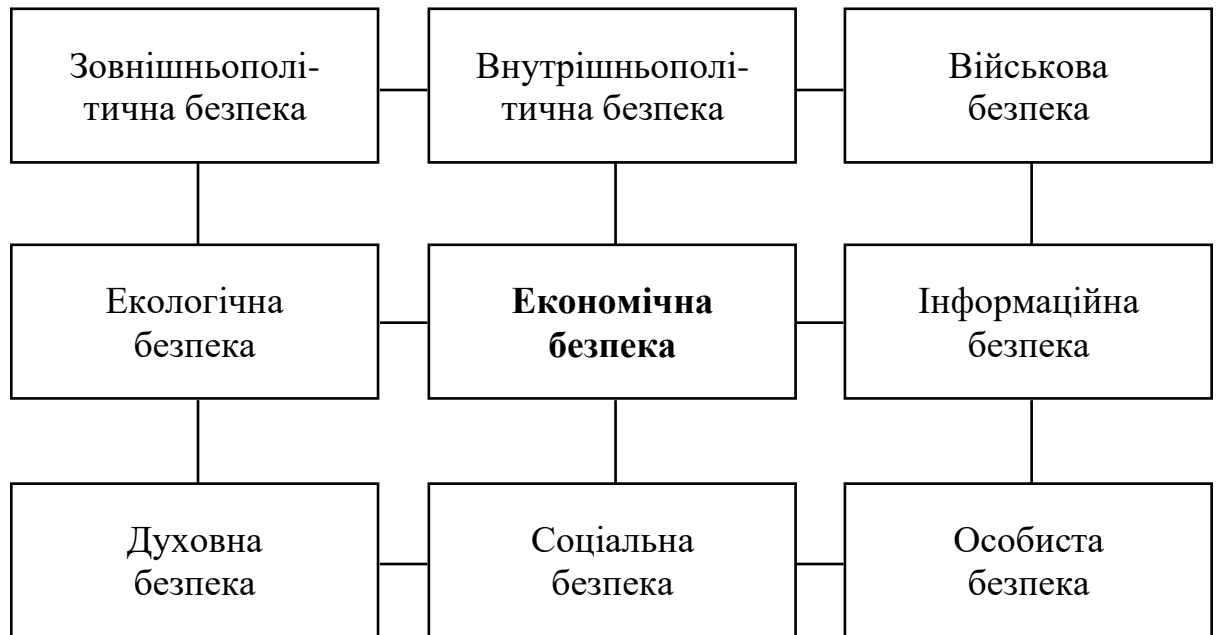 Зовнішньополі-
тична безпека
Внутрішньополі-
тична безпека
Військова
безпека
Екологічна
безпека
Економічна
безпека
Інформаційна
безпека
Духовна
безпека
Соціальна
безпека
Особиста
безпека